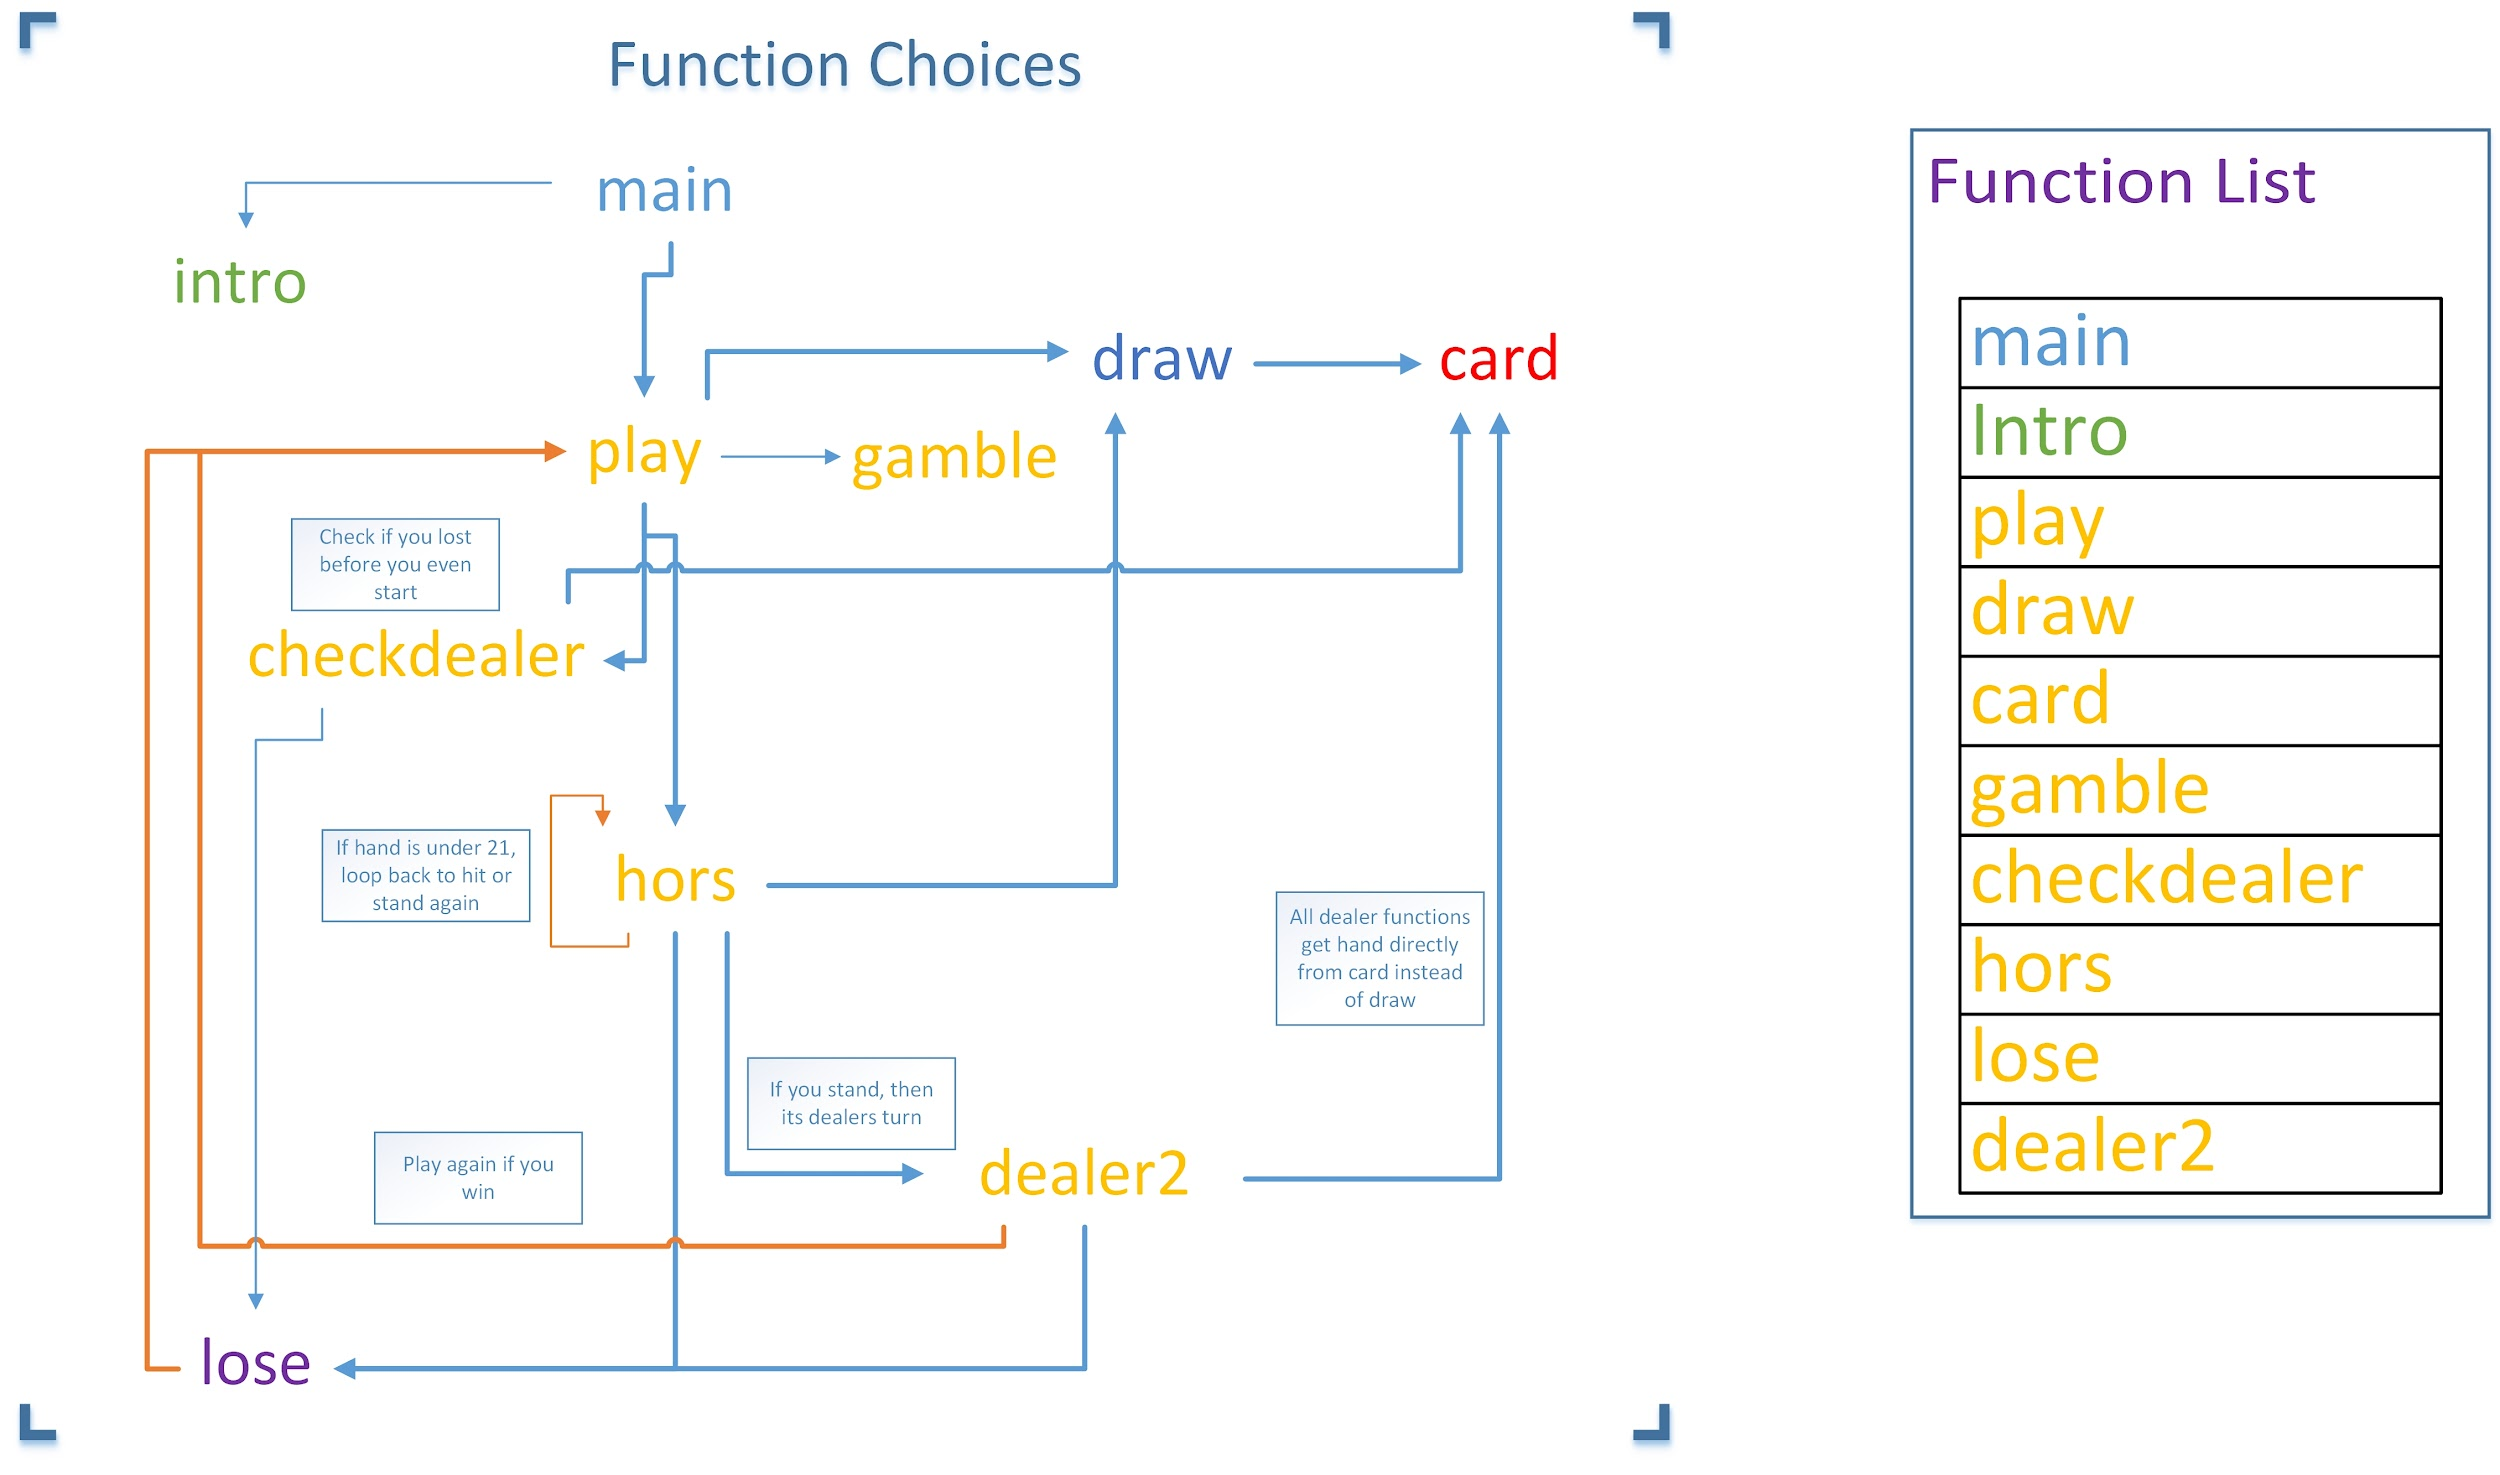 Function Choices
main
intro
draw
card
play
gamble
Check if you lost
before you even
start
checkdealer
If hand is under 21,
loop back to hit or
stand again
hors
All dealer functions
get hand directly
from card instead
of draw
If you stand, then
its dealers turn
Play again if you
win
dealer2
lose
Function List
main
Intro
play
draw
card
gamble
checkdealer
hors
lose
dealer2